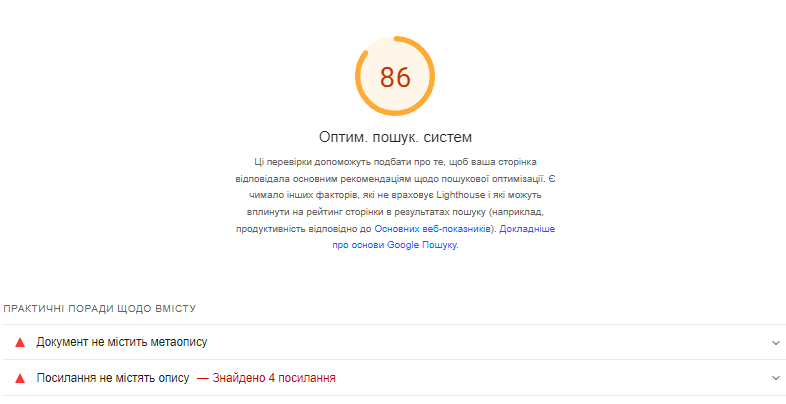 86
Оптим. пошук. систем
Ці перевірки допоможуть подбати про те, щоб ваша сторінка
відповідала основним рекомендаціям щодо пошукової оптимізації. Є
чимало інших факторів, які не враховує Lighthouse і які можуть
вплинути на рейтинг сторінки в результатах пошуку (наприклад,
продуктивність відповідно до Основних веб-показників). Докладніше
про основи Google Пошуку.
ПРАКТИЧНІ ПОРАДИ ЩОДО ВМІСТУ
Документ не містить метаопису
Посилання не містять опису — Знайдено 4 посилання